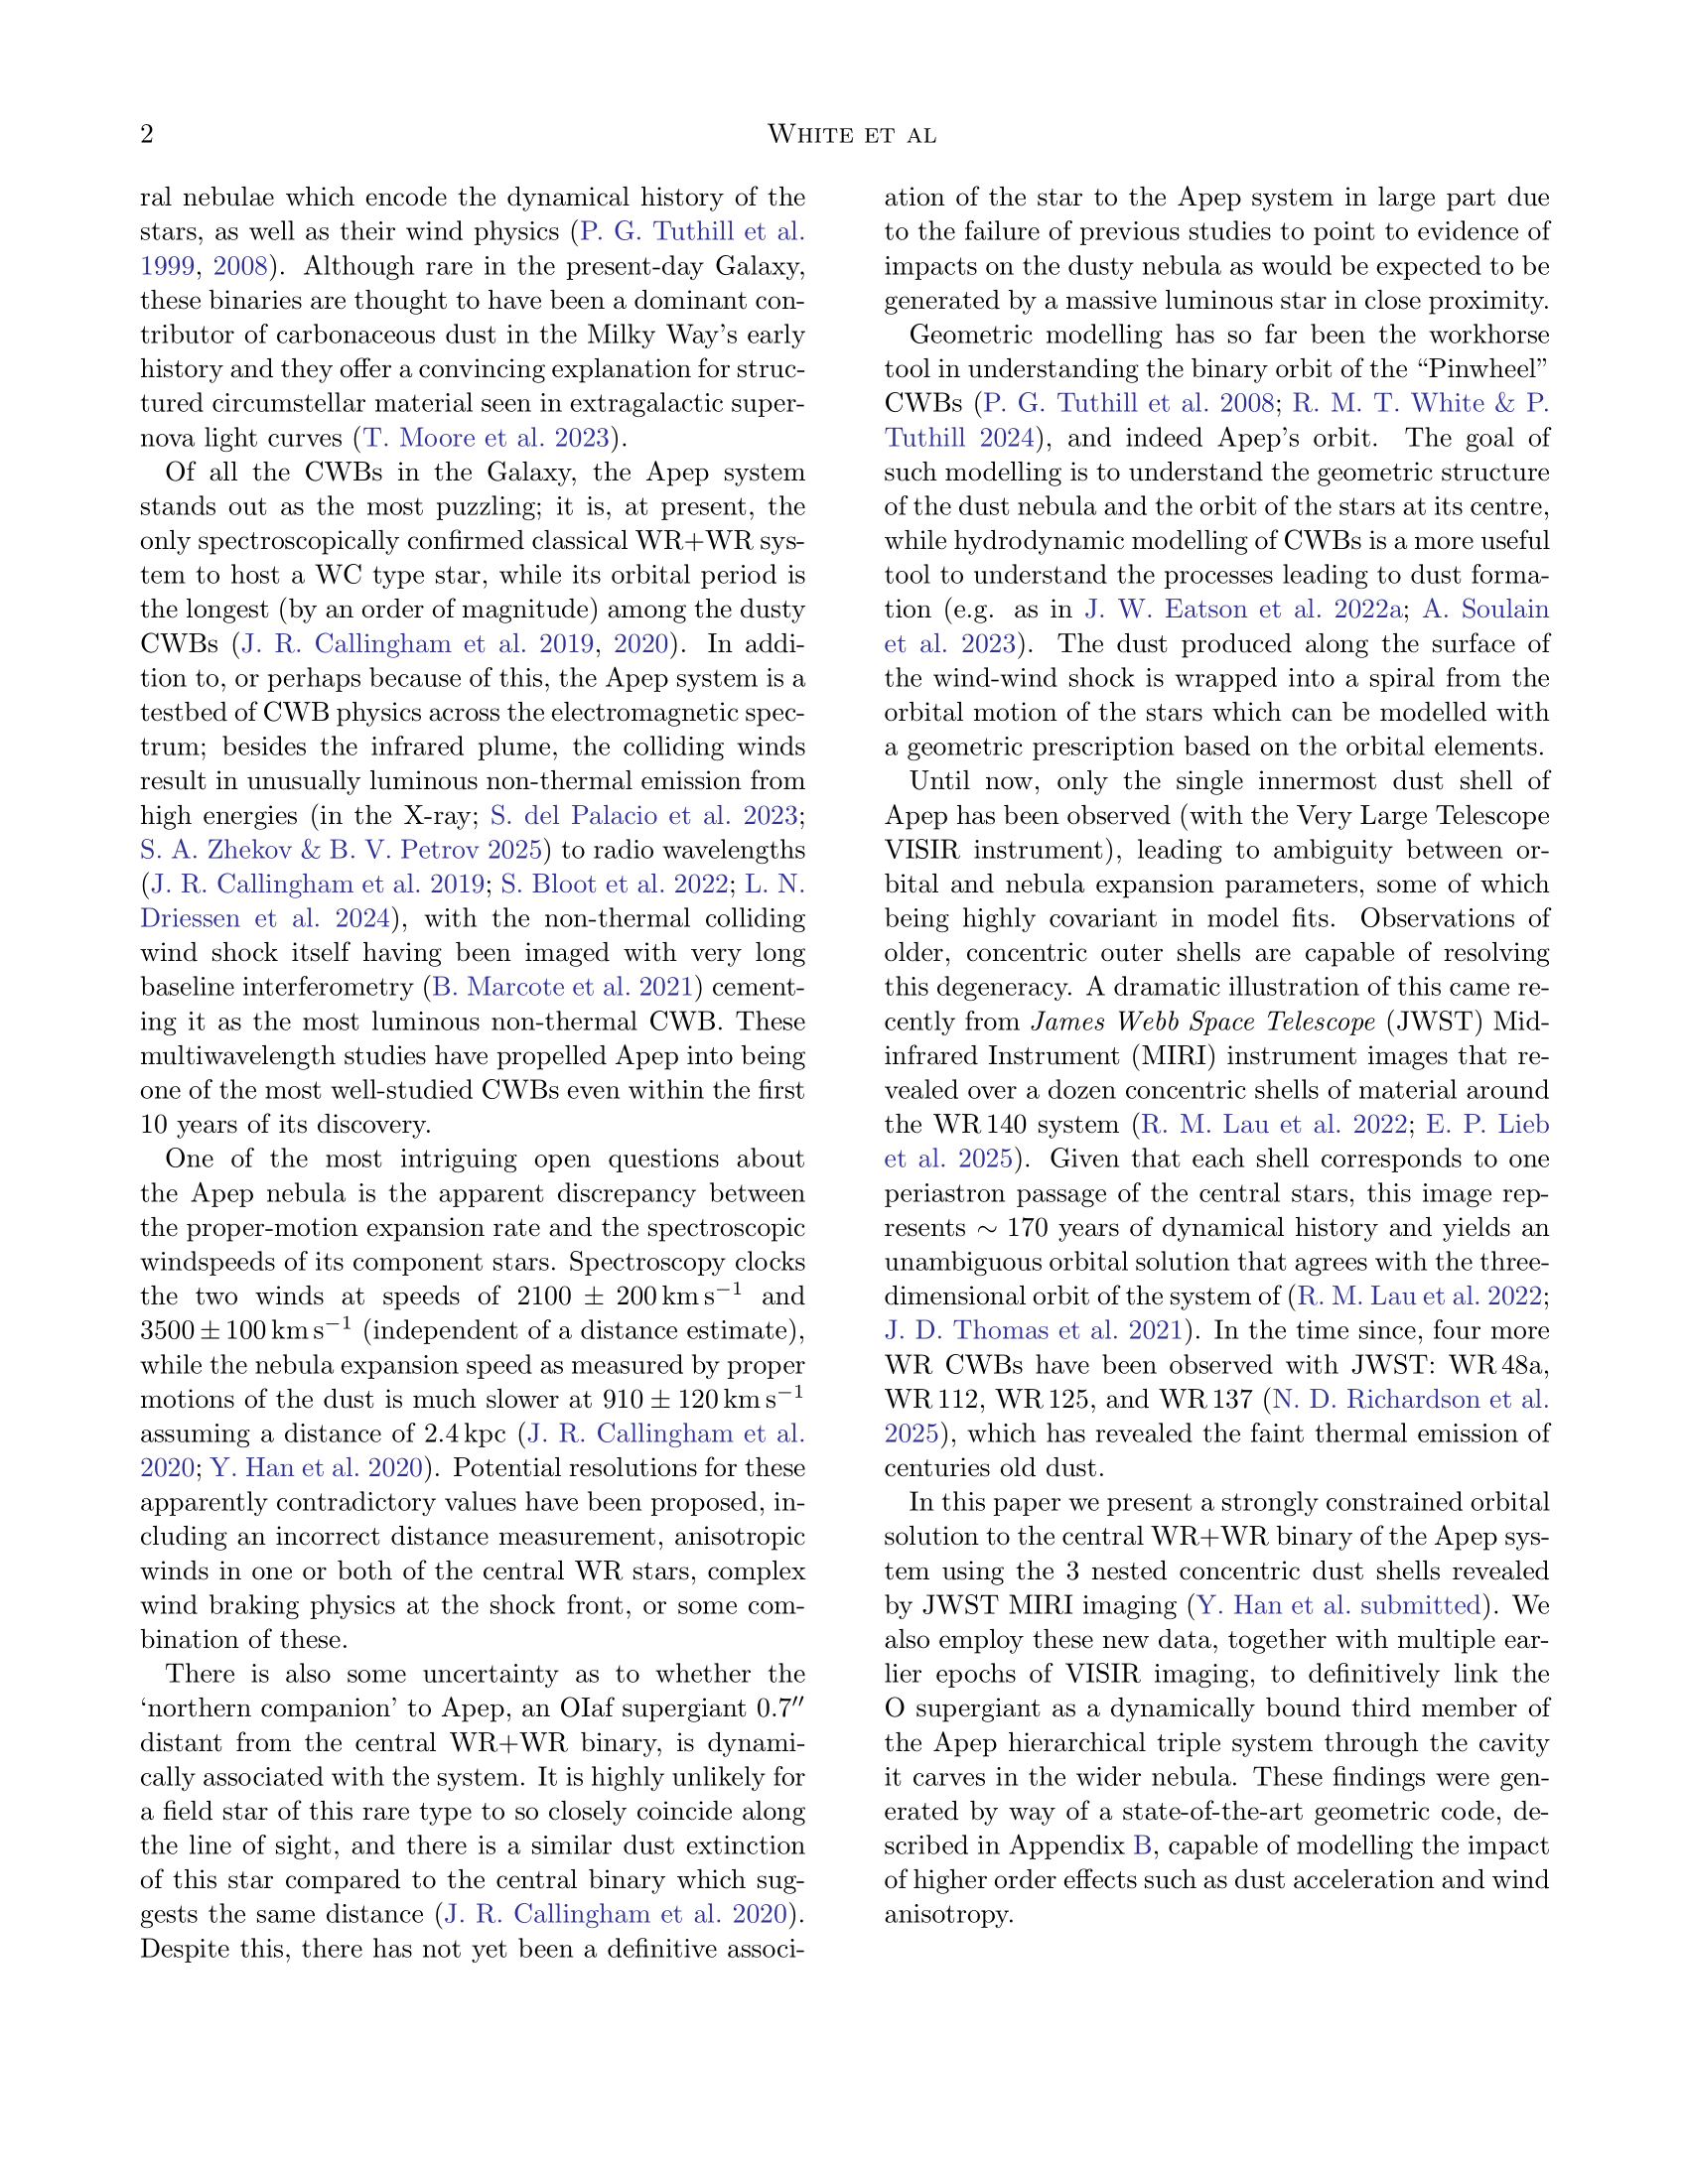 2
White et al
ral nebulae which encode the dynamical history of the
stars, as well as their wind physics (P. G. Tuthill et al.
1999, 2008). Although rare in the present-day Galaxy,
these binaries are thought to have been a dominant con-
tributor of carbonaceous dust in the Milky Way's early
history and they offer a convincing explanation for struc-
tured circumstellar material seen in extragalactic super-
nova light curves (T. Moore et al. 2023).
Of all the CWBs in the Galaxy, the Apep system
stands out as the most puzzling; it is, at present, the
only spectroscopically confirmed classical WR+WR sys-
tem to host a WC type star, while its orbital period is
the longest (by an order of magnitude) among the dusty
CWBs (J. R. Callingham et al. 2019, 2020). In addi-
tion to, or perhaps because of this, the Apep system is a
testbed of CWB physics across the electromagnetic spec-
trum; besides the infrared plume, the colliding winds
result in unusually luminous non-thermal emission from
high energies (in the X-ray; S. del Palacio et al. 2023;
S. A. Zhekov & B. V. Petrov 2025) to radio wavelengths
(J. R. Callingham et al. 2019; S. Bloot et al. 2022; L. N.
Driessen et al. 2024), with the non-thermal colliding
wind shock itself having been imaged with very long
baseline interferometry (B. Marcote et al. 2021) cement-
ing it as the most luminous non-thermal CWB. These
multiwavelength studies have propelled Apep into being
one of the most well-studied CWBs even within the first
10 years of its discovery.
One of the most intriguing open questions about
the Apep nebula is the apparent discrepancy between
the proper-motion expansion rate and the spectroscopic
windspeeds of its component stars. Spectroscopy clocks
the two winds at speeds of 2100 ± 200 km s⁻¹ and
3500 ± 100 km s⁻¹ (independent of a distance estimate),
while the nebula expansion speed as measured by proper
motions of the dust is much slower at 910 ± 120 km s⁻¹
assuming a distance of 2.4 kpc (J. R. Callingham et al.
2020; Y. Han et al. 2020). Potential resolutions for these
apparently contradictory values have been proposed, in-
cluding an incorrect distance measurement, anisotropic
winds in one or both of the central WR stars, complex
wind braking physics at the shock front, or some com-
bination of these.
There is also some uncertainty as to whether the
‘northern companion’ to Apep, an OIaf supergiant 0.7″
distant from the central WR+WR binary, is dynami-
cally associated with the system. It is highly unlikely for
a field star of this rare type to so closely coincide along
the line of sight, and there is a similar dust extinction
of this star compared to the central binary which sug-
gests the same distance (J. R. Callingham et al. 2020).
Despite this, there has not yet been a definitive associ-
ation of the star to the Apep system in large part due
to the failure of previous studies to point to evidence of
impacts on the dusty nebula as would be expected to be
generated by a massive luminous star in close proximity.
Geometric modelling has so far been the workhorse
tool in understanding the binary orbit of the “Pinwheel”
CWBs (P. G. Tuthill et al. 2008; R. M. T. White & P.
Tuthill 2024), and indeed Apep's orbit. The goal of
such modelling is to understand the geometric structure
of the dust nebula and the orbit of the stars at its centre,
while hydrodynamic modelling of CWBs is a more useful
tool to understand the processes leading to dust forma-
tion (e.g. as in J. W. Eatson et al. 2022a; A. Soulain
et al. 2023). The dust produced along the surface of
the wind-wind shock is wrapped into a spiral from the
orbital motion of the stars which can be modelled with
a geometric prescription based on the orbital elements.
Until now, only the single innermost dust shell of
Apep has been observed (with the Very Large Telescope
VISIR instrument), leading to ambiguity between or-
bital and nebula expansion parameters, some of which
being highly covariant in model fits. Observations of
older, concentric outer shells are capable of resolving
this degeneracy. A dramatic illustration of this came re-
cently from James Webb Space Telescope (JWST) Mid-
infrared Instrument (MIRI) instrument images that re-
vealed over a dozen concentric shells of material around
the WR 140 system (R. M. Lau et al. 2022; E. P. Lieb
et al. 2025). Given that each shell corresponds to one
periastron passage of the central stars, this image rep-
resents ∼ 170 years of dynamical history and yields an
unambiguous orbital solution that agrees with the three-
dimensional orbit of the system of (R. M. Lau et al. 2022;
J. D. Thomas et al. 2021). In the time since, four more
WR CWBs have been observed with JWST: WR 48a,
WR 112, WR 125, and WR 137 (N. D. Richardson et al.
2025), which has revealed the faint thermal emission of
centuries old dust.
In this paper we present a strongly constrained orbital
solution to the central WR+WR binary of the Apep sys-
tem using the 3 nested concentric dust shells revealed
by JWST MIRI imaging (Y. Han et al. submitted). We
also employ these new data, together with multiple ear-
lier epochs of VISIR imaging, to definitively link the
O supergiant as a dynamically bound third member of
the Apep hierarchical triple system through the cavity
it carves in the wider nebula. These findings were gen-
erated by way of a state-of-the-art geometric code, de-
scribed in Appendix B, capable of modelling the impact
of higher order effects such as dust acceleration and wind
anisotropy.